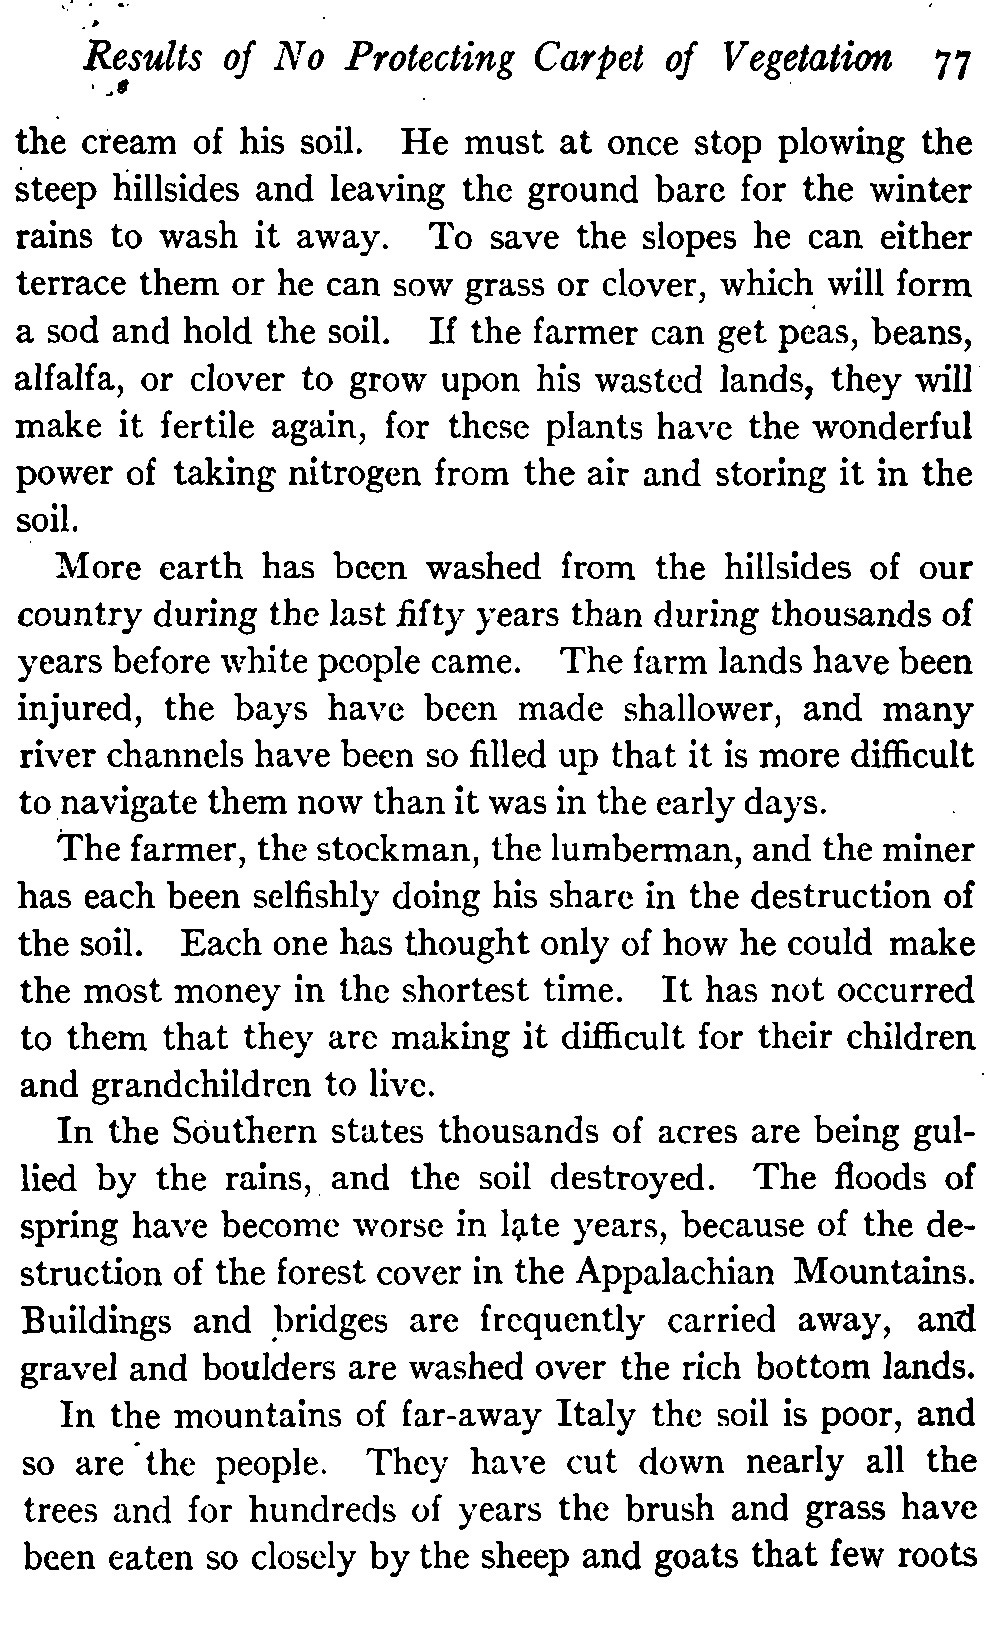 Results of No Protecting Carpet of Vegetation 77
the cream of his soil. He must at once stop plowing the
steep hillsides and leaving the ground bare for the winter
rains to wash it away. To save the slopes he can either
terrace them or he can sow grass or clover, which will form
a sod and hold the soil. If the farmer can get peas, beans,
alfalfa, or clover to grow upon his wasted lands, they will
make it fertile again, for these plants have the wonderful
power of taking nitrogen from the air and storing it in the
soil.
More earth has been washed from the hillsides of our
country during the last fifty years than during thousands of
years before white people came. The farm lands have been
injured, the bays have been made shallower, and many
river channels have been so filled up that it is more difficult
to navigate them now than it was in the early days.
The farmer, the stockman, the lumberman, and the miner
has each been selfishly doing his share in the destruction of
the soil. Each one has thought only of how he could make
the most money in the shortest time. It has not occurred
to them that they are making it difficult for their children
and grandchildren to live.
In the Southern states thousands of acres are being gul-
lied by the rains, and the soil destroyed. The floods of
spring have become worse in late years, because of the de-
struction of the forest cover in the Appalachian Mountains.
Buildings and bridges are frequently carried away, and
gravel and boulders are washed over the rich bottom lands.
In the mountains of far-away Italy the soil is poor, and
so are the people. They have cut down nearly all the
trees and for hundreds of years the brush and grass have
been eaten so closely by the sheep and goats that few roots